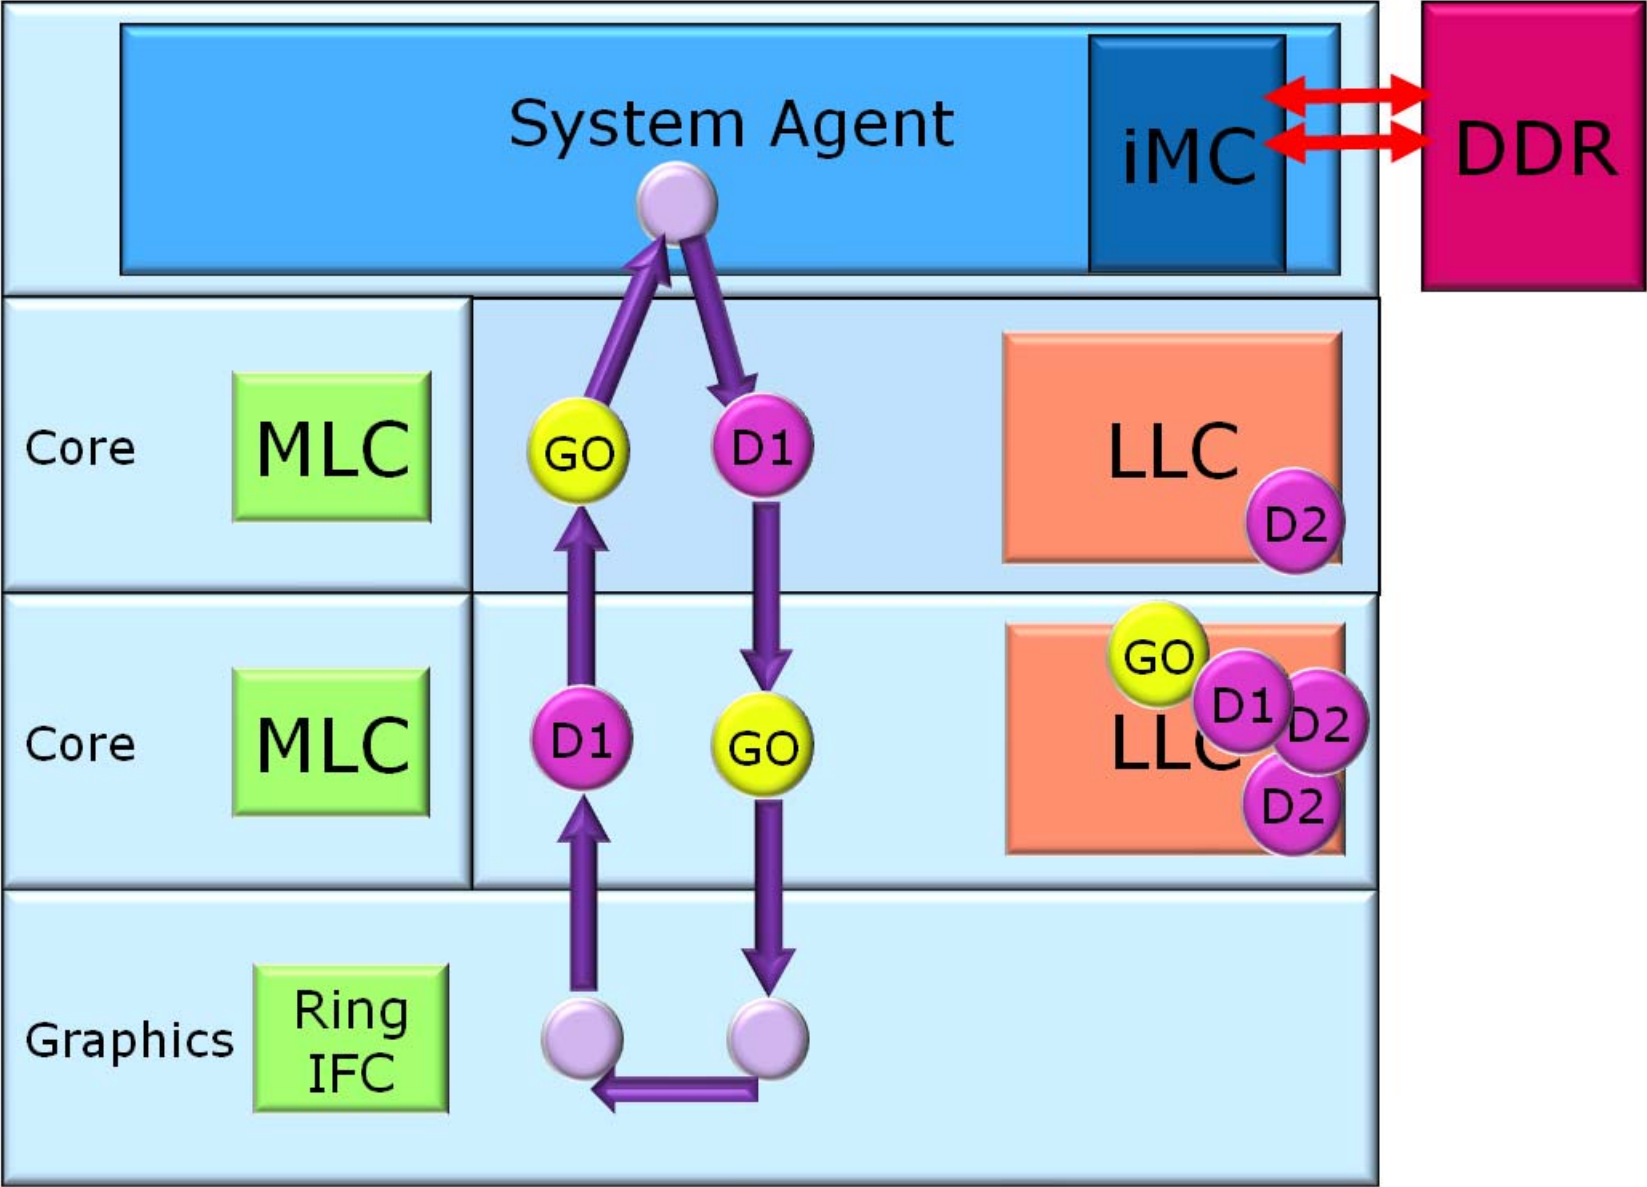 System Agent
iMC
DDR
Core
MLC
GO
D1
LLC
D2
Core
MLC
D1
GO
GO
D1
D2
LLC
D2
Graphics
Ring
IFC